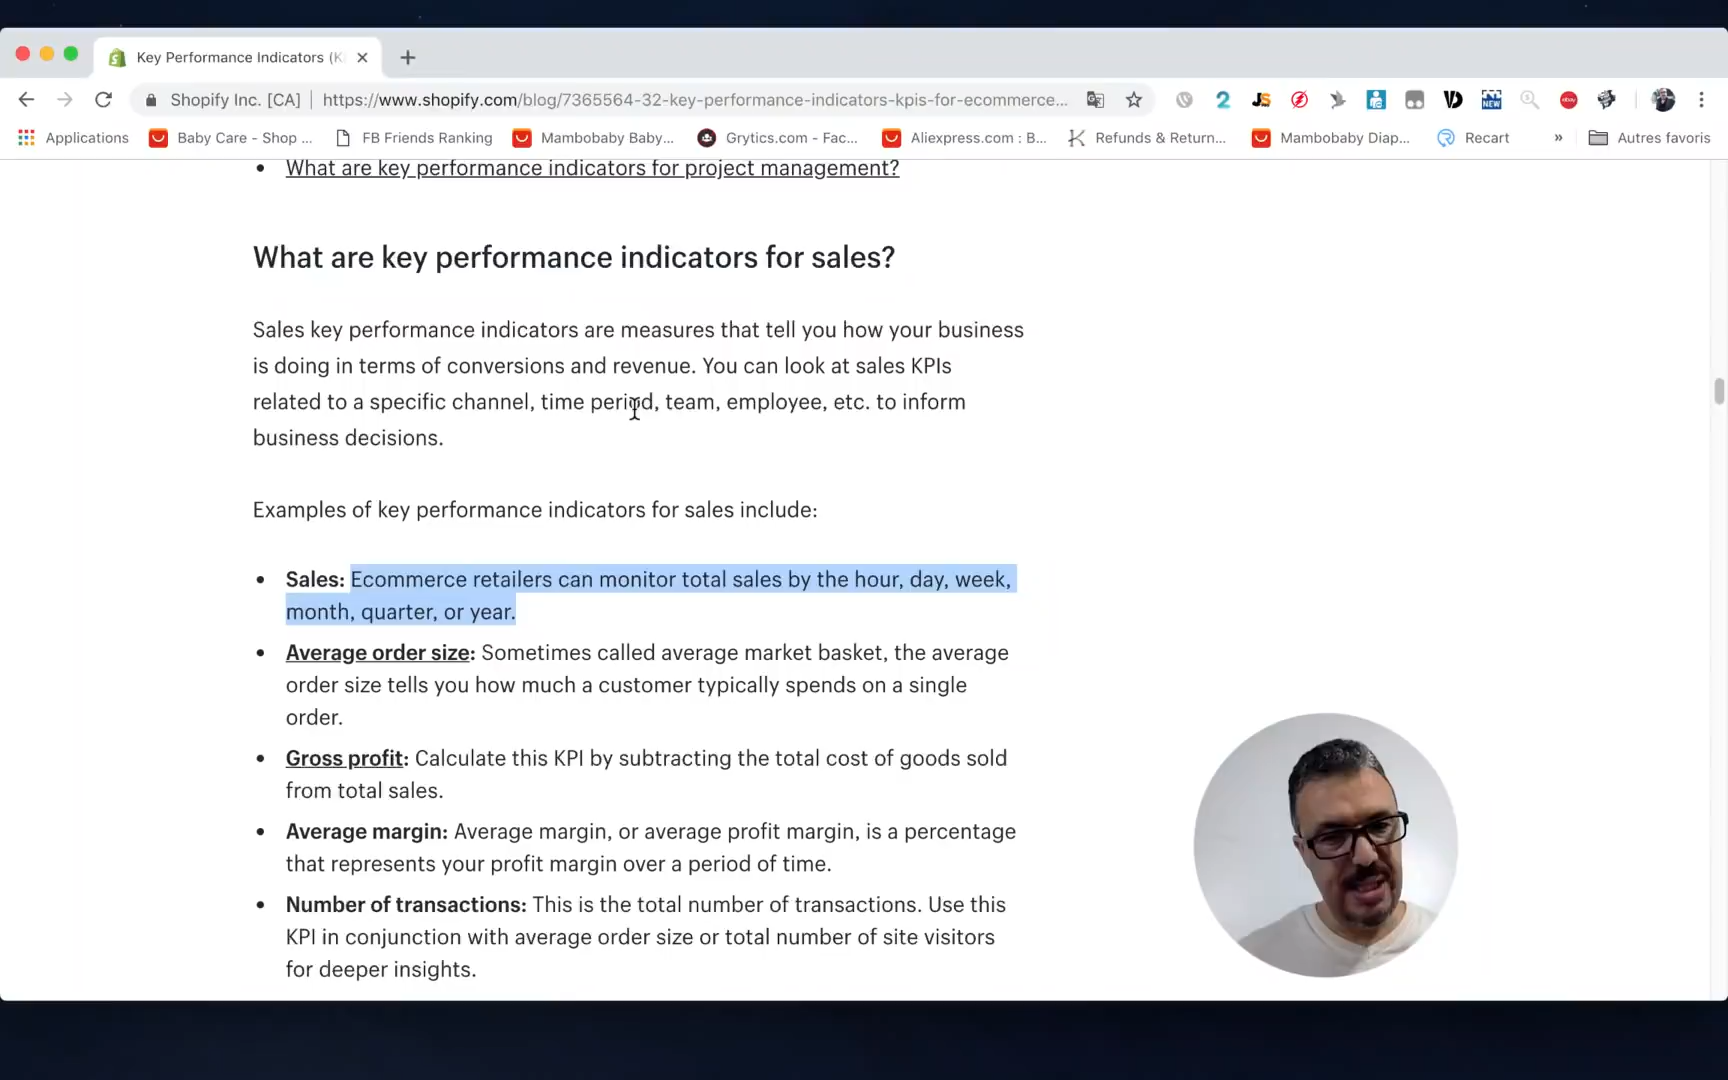 Key Performance Indicators (K
Shopify Inc. [CA] | https://www.shopify.com/blog/7365564-32-key-performance-indicators-kpis-for-ecommerce...
Applications Baby Care - Shop ... FB Friends Ranking Mambobaby Baby... Grytics.com - Fac... Aliexpress.com : B... Refunds & Return... Mambobaby Diap... Recart » Autres favoris
• What are key performance indicators for project management?
What are key performance indicators for sales?
Sales key performance indicators are measures that tell you how your business
is doing in terms of conversions and revenue. You can look at sales KPIs
related to a specific channel, time period, team, employee, etc. to inform
business decisions.
Examples of key performance indicators for sales include:
• Sales: Ecommerce retailers can monitor total sales by the hour, day, week,
month, quarter, or year.
• Average order size: Sometimes called average market basket, the average
order size tells you how much a customer typically spends on a single
order.
• Gross profit: Calculate this KPI by subtracting the total cost of goods sold
from total sales.
• Average margin: Average margin, or average profit margin, is a percentage
that represents your profit margin over a period of time.
• Number of transactions: This is the total number of transactions. Use this
KPI in conjunction with average order size or total number of site visitors
for deeper insights.